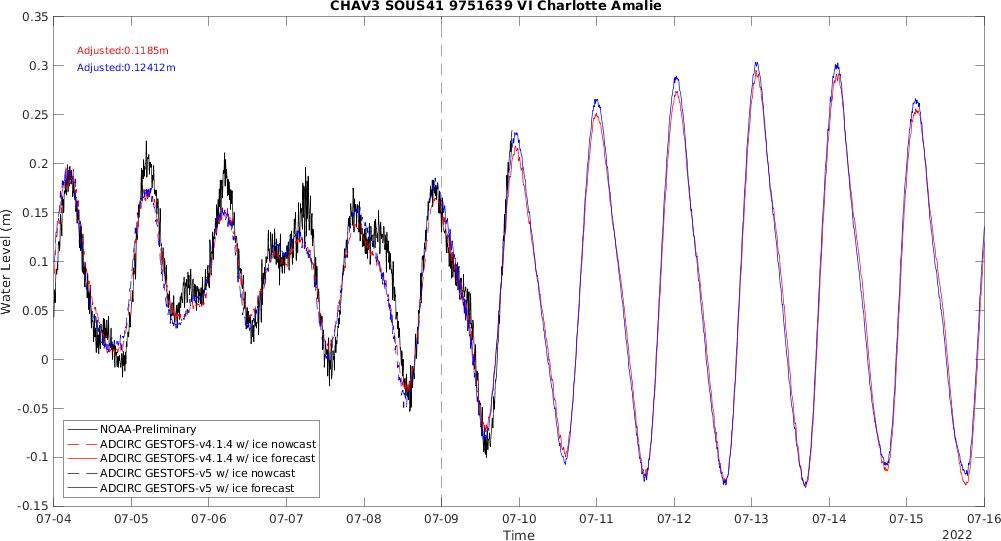 CHAV3 SOUS41 9751639 VI Charlotte Amalie
0.35
0.3
0.25
0.2
0.15
0.1
0.05
0
-0.05
-0.1
-0.15
Water Level (m)
Adjusted:0.1185m
Adjusted:0.12412m
NOAA-Preliminary
ADCIRC GESTOFS-v4.1.4 w/ ice nowcast
ADCIRC GESTOFS-v4.1.4 w/ ice forecast
ADCIRC GESTOFS-v5 w/ ice nowcast
ADCIRC GESTOFS-v5 w/ ice forecast
07-04 07-05 07-06 07-07 07-08 07-09 07-10 07-11 07-12 07-13 07-14 07-15 07-16
Time
2022